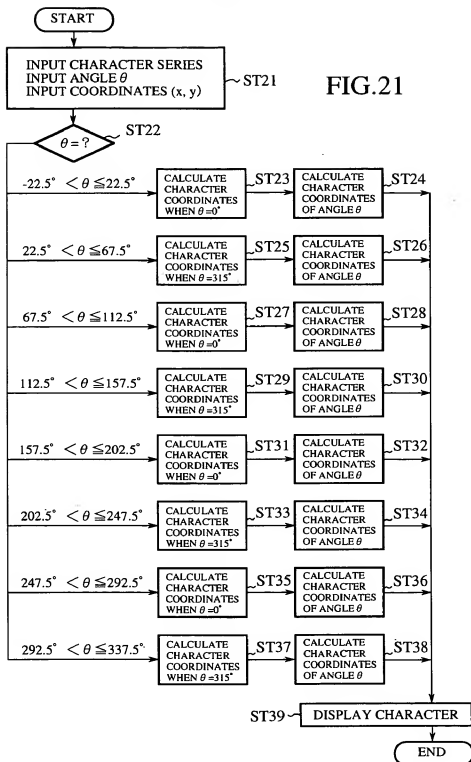 START
INPUT CHARACTER SERIES
INPUT ANGLE θ
INPUT COORDINATES (x, y)
ST21
FIG.21
θ = ?
ST22
-22.5° < θ ≦ 22.5°
CALCULATE
CHARACTER
COORDINATES
WHEN θ =0°
ST23
CALCULATE
CHARACTER
COORDINATES
OF ANGLE θ
ST24
22.5° < θ ≦ 67.5°
CALCULATE
CHARACTER
COORDINATES
WHEN θ =315°
ST25
CALCULATE
CHARACTER
COORDINATES
OF ANGLE θ
ST26
67.5° < θ ≦ 112.5°
CALCULATE
CHARACTER
COORDINATES
WHEN θ =0°
ST27
CALCULATE
CHARACTER
COORDINATES
OF ANGLE θ
ST28
112.5° < θ ≦ 157.5°
CALCULATE
CHARACTER
COORDINATES
WHEN θ =315°
ST29
CALCULATE
CHARACTER
COORDINATES
OF ANGLE θ
ST30
157.5° < θ ≦ 202.5°
CALCULATE
CHARACTER
COORDINATES
WHEN θ =0°
ST31
CALCULATE
CHARACTER
COORDINATES
OF ANGLE θ
ST32
202.5° < θ ≦ 247.5°
CALCULATE
CHARACTER
COORDINATES
WHEN θ =315°
ST33
CALCULATE
CHARACTER
COORDINATES
OF ANGLE θ
ST34
247.5° < θ ≦ 292.5°
CALCULATE
CHARACTER
COORDINATES
WHEN θ =0°
ST35
CALCULATE
CHARACTER
COORDINATES
OF ANGLE θ
ST36
292.5° < θ ≦ 337.5°
CALCULATE
CHARACTER
COORDINATES
WHEN θ =315°
ST37
CALCULATE
CHARACTER
COORDINATES
OF ANGLE θ
ST38
ST39
DISPLAY CHARACTER
END